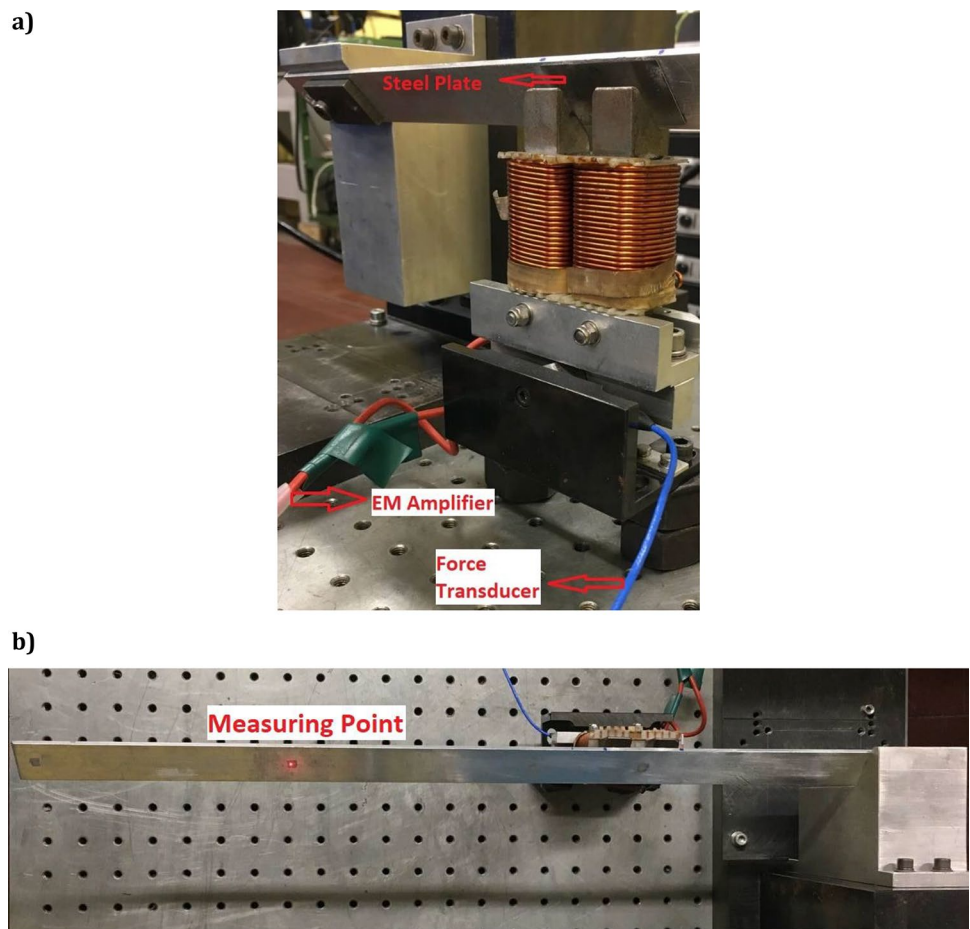 a)
Steel Plate
EM Amplifier
Force
Transducer
b)
Measuring Point